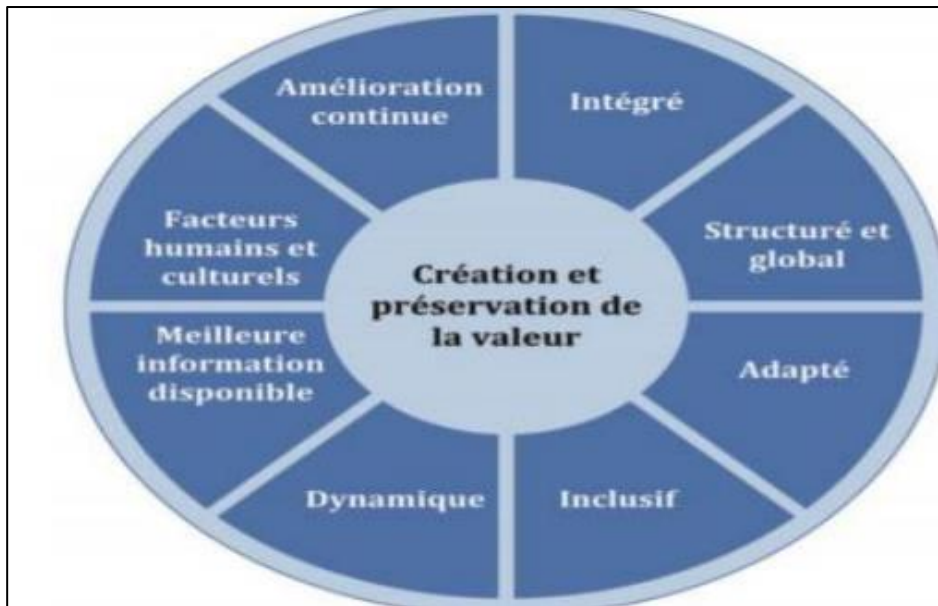 Amélioration
continue
Intégré
Facteurs
humains et
culturels
Structuré et
global
Création et
préservation de
la valeur
Meilleure
information
disponible
Adapté
Dynamique
Inclusif